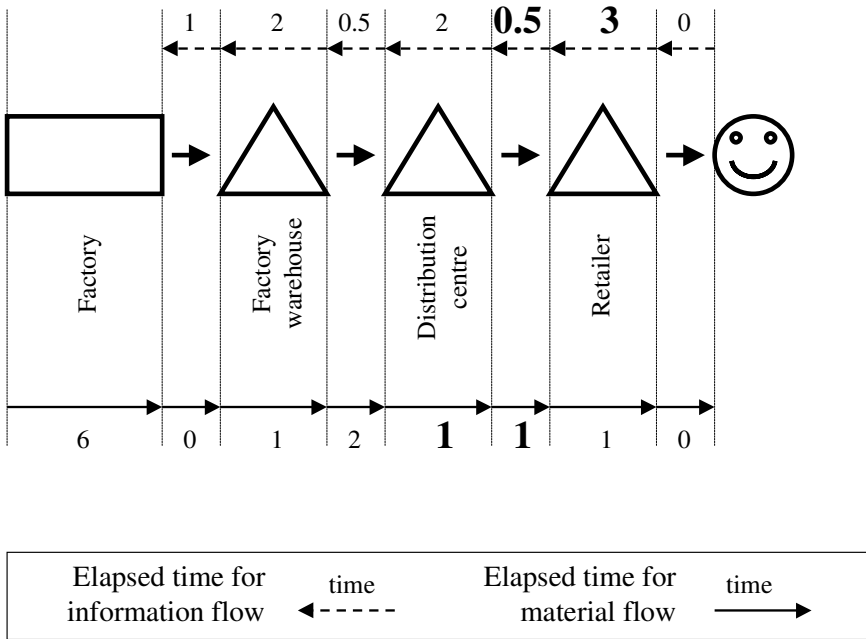 1 2 0.5 2 0.5 3 0
Factory
Factory
warehouse
Distribution
centre
Retailer
6 0 1 2 1 1 1 0
Elapsed time for
information flow
time
Elapsed time for
material flow
time